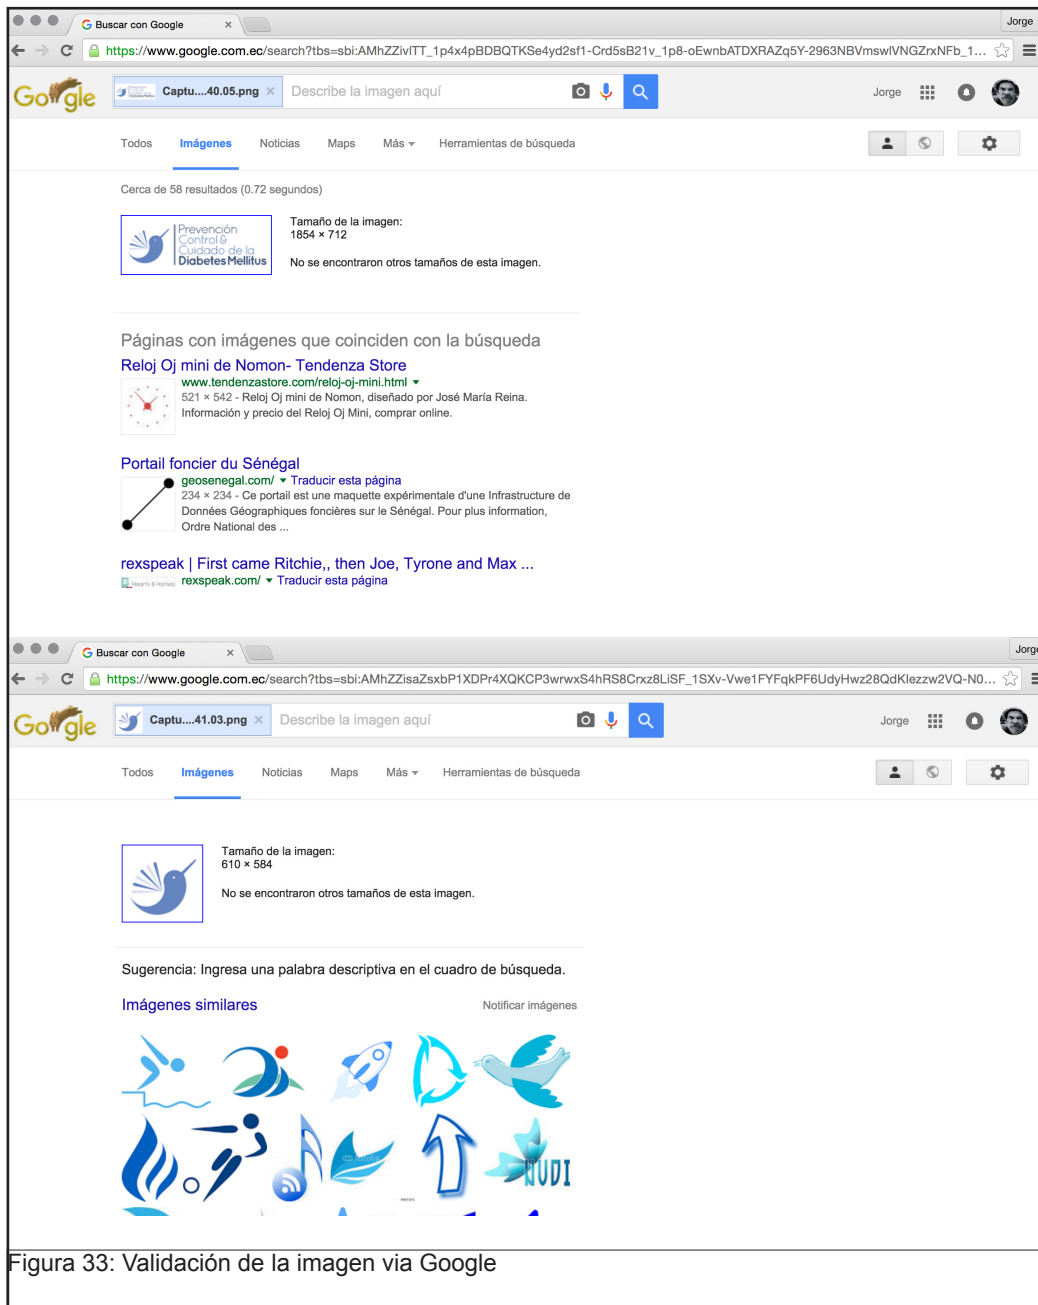 Buscar con Google ×
Jorge
https://www.google.com.ec/search?tbs=sbi:AMhZZivlTT_1p4x4pBDBQTKSe4yd2sf1-Crd5sB21v_1p8-oEwnbATDXRAZq5Y-2963NBVmswlVNGZrxNFb_1...
Google
Captu....40.05.png × Describe la imagen aquí
Jorge
Todos Imágenes Noticias Maps Más Herramientas de búsqueda
Cerca de 58 resultados (0.72 segundos)
Prevención
Control &
Cuidado de la
Diabetes Mellitus
Tamaño de la imagen:
1854 × 712
No se encontraron otros tamaños de esta imagen.
Páginas con imágenes que coinciden con la búsqueda
Reloj Oj mini de Nomon- Tendenza Store
www.tendenzastore.com/reloj-oj-mini.html
521 × 542 - Reloj Oj mini de Nomon, diseñado por José María Reina.
Información y precio del Reloj Oj Mini, comprar online.
Portail foncier du Sénégal
geosenegal.com/ Traducir esta página
234 × 234 - Ce portail est une maquette expérimentale d'une Infrastructure de
Données Géographiques foncières sur le Sénégal. Pour plus information,
Ordre National des ...
rexspeak | First came Ritchie,, then Joe, Tyrone and Max ...
Hearts & Homes rexspeak.com/ Traducir esta página
Buscar con Google ×
Jorge
https://www.google.com.ec/search?tbs=sbi:AMhZZisaZsxbP1XDPr4XQKCP3wrwxS4hRS8Crxz8LiSF_1SXv-Vwe1FYFqkPF6UdyHwz28QdKlezzw2VQ-N0...
Google
Captu....41.03.png × Describe la imagen aquí
Jorge
Todos Imágenes Noticias Maps Más Herramientas de búsqueda
Tamaño de la imagen:
610 × 584
No se encontraron otros tamaños de esta imagen.
Sugerencia: Ingresa una palabra descriptiva en el cuadro de búsqueda.
Imágenes similares
Notificar imágenes
NUDI
Figura 33: Validación de la imagen via Google